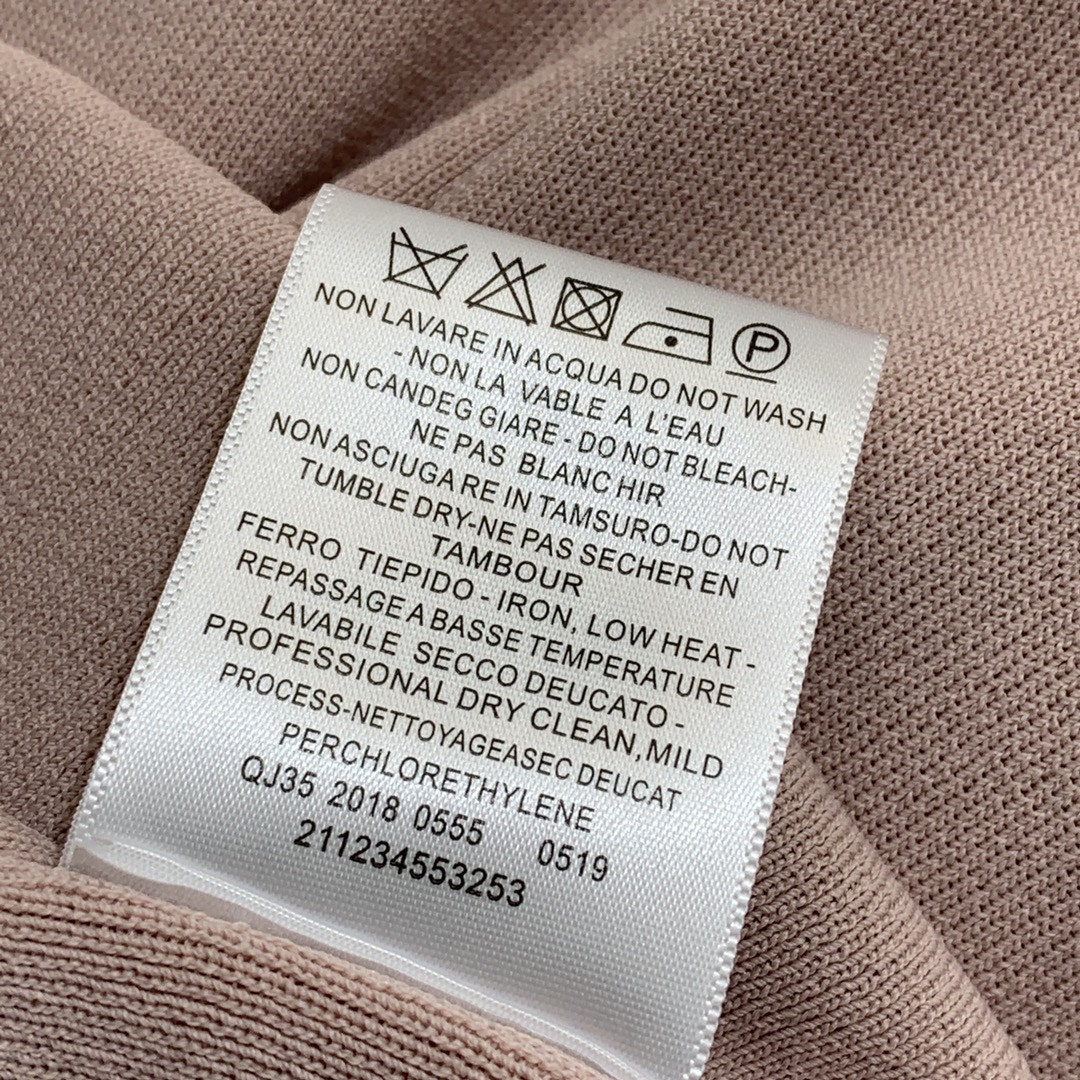 P
NON LAVARE IN ACQUA DO NOT WASH
- NON LA VABLE A L'EAU
NON CANDEG GIARE - DO NOT BLEACH-
NE PAS BLANC HIR
NON ASCIUGA RE IN TAMSURO-DO NOT
TUMBLE DRY-NE PAS SECHER EN
TAMBOUR
FERRO TIEPIDO - IRON, LOW HEAT -
REPASSAGE A BASSE TEMPERATURE
LAVABILE SECCO DEUCATO -
PROFESSIONAL DRY CLEAN, MILD
PROCESS-NETTOYAGEASEC DEUCAT
PERCHLORETHYLENE
QJ35 2018 0555 0519
211234553253